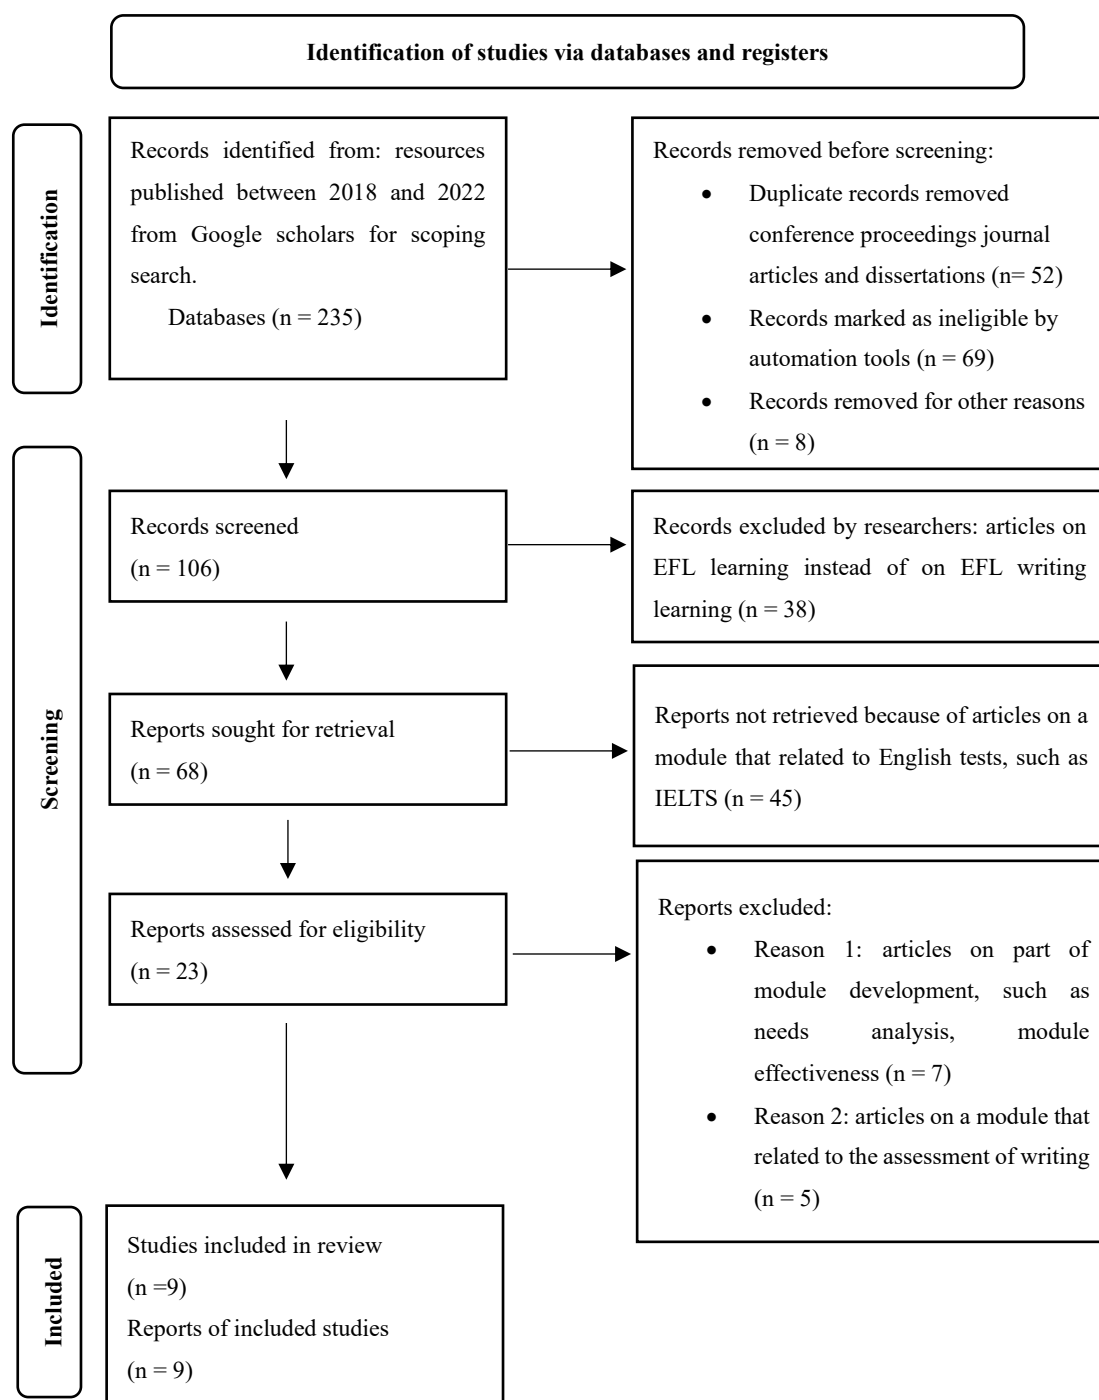 Identification of studies via databases and registers
Identification
Records identified from: resources
published between 2018 and 2022
from Google scholars for scoping
search.
Databases (n = 235)
Records removed before screening:
• Duplicate records removed
conference proceedings journal
articles and dissertations (n= 52)
• Records marked as ineligible by
automation tools (n = 69)
• Records removed for other reasons
(n = 8)
Screening
Records screened
(n = 106)
Records excluded by researchers: articles on
EFL learning instead of on EFL writing
learning (n = 38)
Reports sought for retrieval
(n = 68)
Reports not retrieved because of articles on a
module that related to English tests, such as
IELTS (n = 45)
Reports assessed for eligibility
(n = 23)
Reports excluded:
• Reason 1: articles on part of
module development, such as
needs analysis, module
effectiveness (n = 7)
• Reason 2: articles on a module that
related to the assessment of writing
(n = 5)
Included
Studies included in review
(n =9)
Reports of included studies
(n = 9)